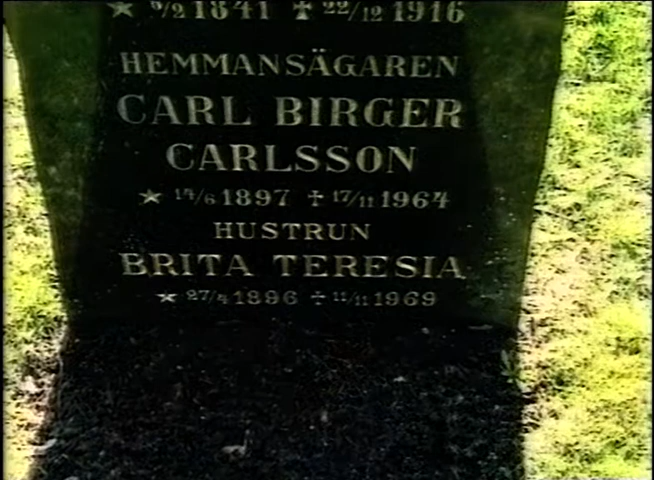 ★ 9/2 1841 ✝ 22/12 1916
HEMMANSÄGAREN
CARL BIRGER
CARLSSON
★ 14/6 1897 ✝ 17/11 1964
HUSTRUN
BRITA TERESIA
★ 27/4 1896 ✝ 11/11 1969